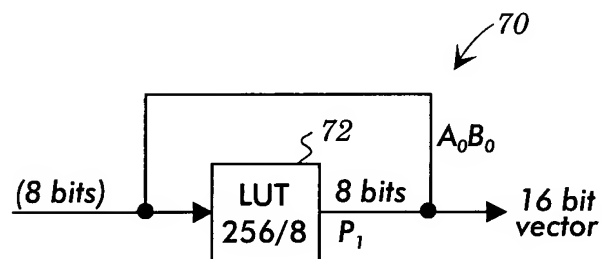 70
72
A₀B₀
(8 bits)
LUT
256/8
8 bits
P₁
16 bit
vector